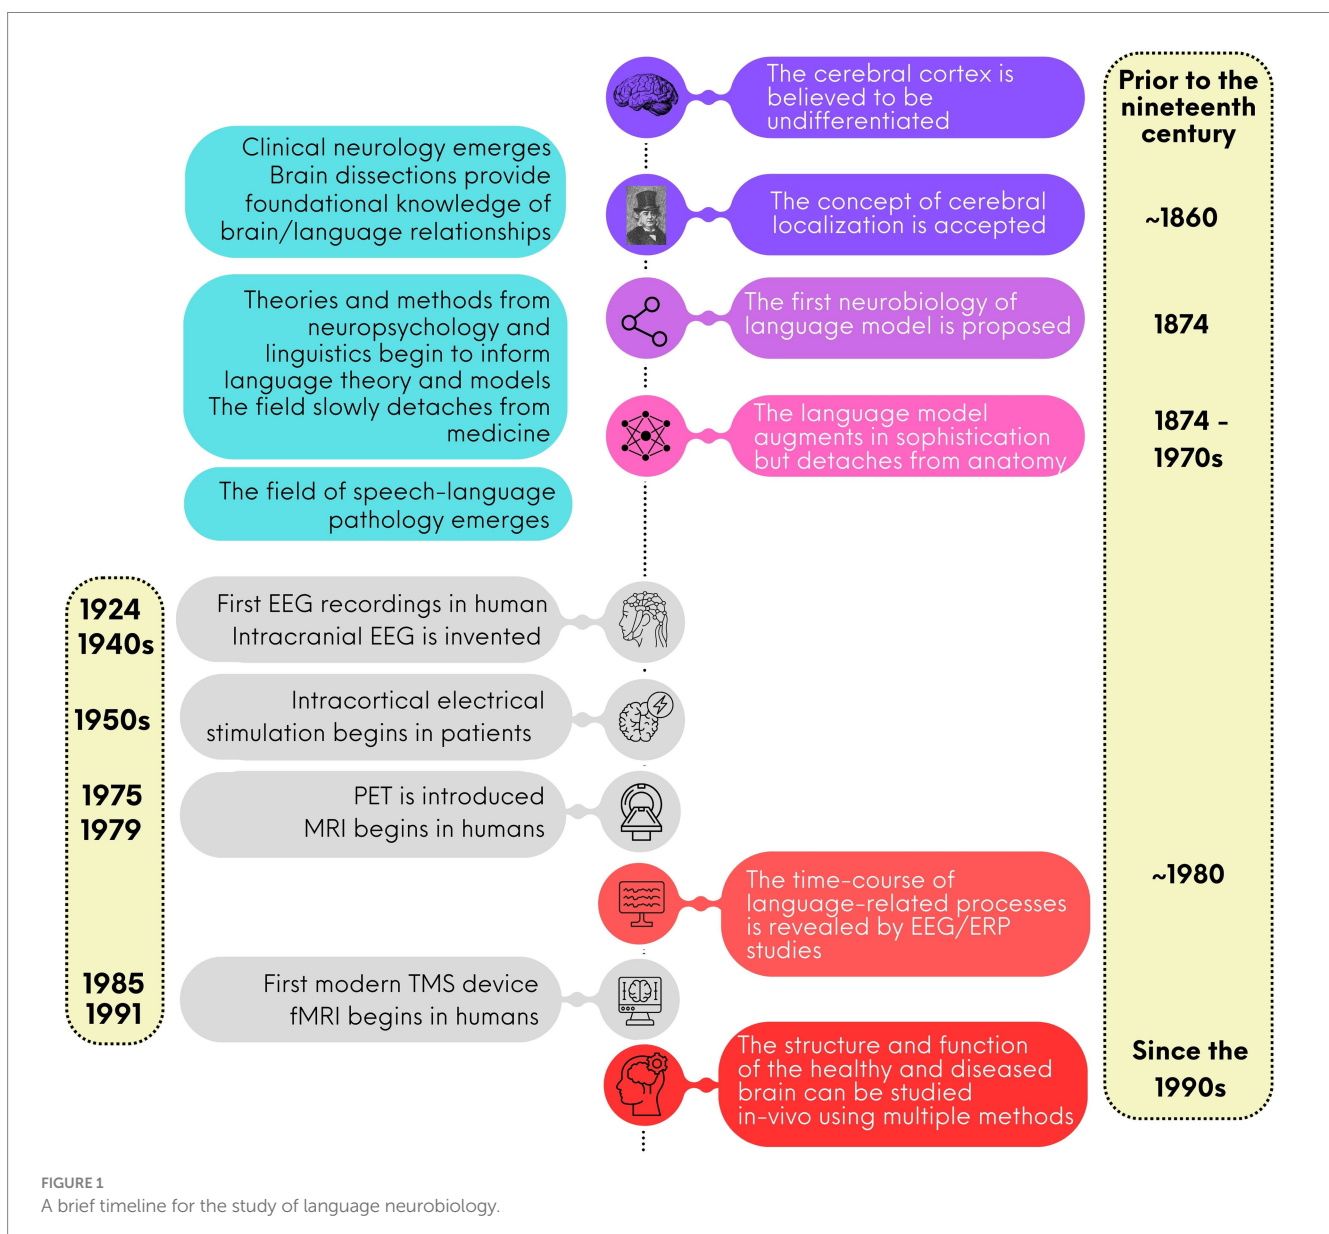 The cerebral cortex is
believed to be
undifferentiated
Prior to the
nineteenth
century
Clinical neurology emerges
Brain dissections provide
foundational knowledge of
brain/language relationships
The concept of cerebral
localization is accepted
~1860
Theories and methods from
neuropsychology and
linguistics begin to inform
language theory and models
The field slowly detaches from
medicine
The first neurobiology of
language model is proposed
1874
The language model
augments in sophistication
but detaches from anatomy
1874 -
1970s
The field of speech-language
pathology emerges
1924
1940s
First EEG recordings in human
Intracranial EEG is invented
1950s
Intracortical electrical
stimulation begins in patients
1975
1979
PET is introduced
MRI begins in humans
The time-course of
language-related processes
is revealed by EEG/ERP
studies
~1980
1985
1991
First modern TMS device
fMRI begins in humans
The structure and function
of the healthy and diseased
brain can be studied
in-vivo using multiple methods
Since the
1990s
FIGURE 1
A brief timeline for the study of language neurobiology.